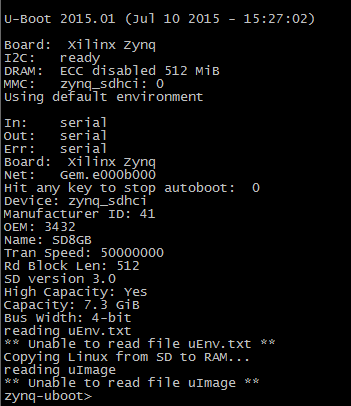 U-Boot 2015.01 (Jul 10 2015 - 15:27:02)
Board:  Xilinx Zynq
I2C:   ready
DRAM:  ECC disabled 512 MiB
MMC:   zynq_sdhci: 0
Using default environment
In:    serial
Out:   serial
Err:   serial
Board:  Xilinx Zynq
Net:   Gem.e000b000
Hit any key to stop autoboot:  0
Device: zynq_sdhci
Manufacturer ID: 41
OEM: 3432
Name: SD8GB
Tran Speed: 50000000
Rd Block Len: 512
SD version 3.0
High Capacity: Yes
Capacity: 7.3 GiB
Bus Width: 4-bit
reading uEnv.txt
** Unable to read file uEnv.txt **
Copying Linux from SD to RAM...
reading uImage
** Unable to read file uImage **
zynq-uboot>